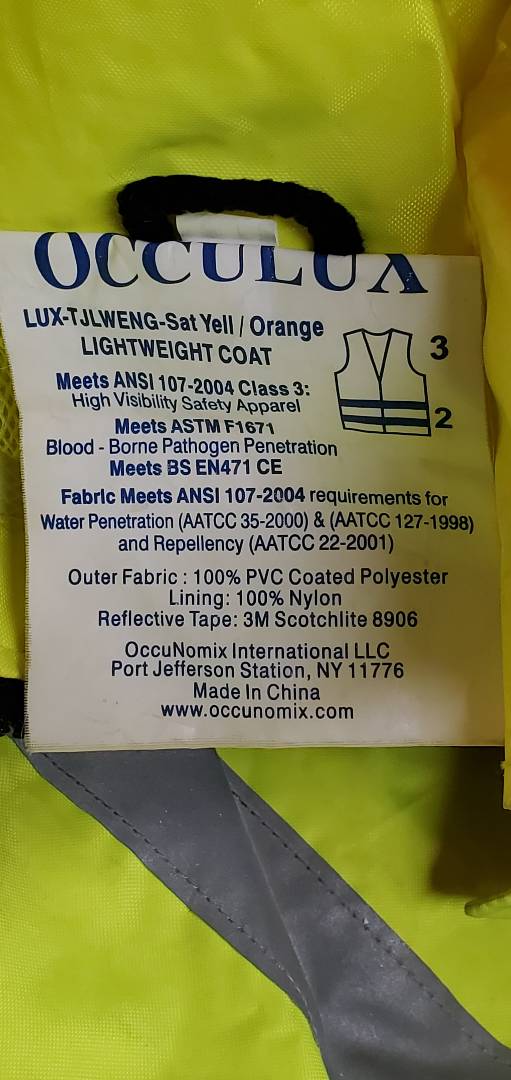 OCCULUX
LUX-TJLWENG-Sat Yell / Orange
LIGHTWEIGHT COAT
3
2
Meets ANSI 107-2004 Class 3:
High Visibility Safety Apparel
Meets ASTM F1671
Blood - Borne Pathogen Penetration
Meets BS EN471 CE
Fabric Meets ANSI 107-2004 requirements for
Water Penetration (AATCC 35-2000) & (AATCC 127-1998)
and Repellency (AATCC 22-2001)
Outer Fabric : 100% PVC Coated Polyester
Lining: 100% Nylon
Reflective Tape: 3M Scotchlite 8906
OccuNomix International LLC
Port Jefferson Station, NY 11776
Made In China
www.occunomix.com